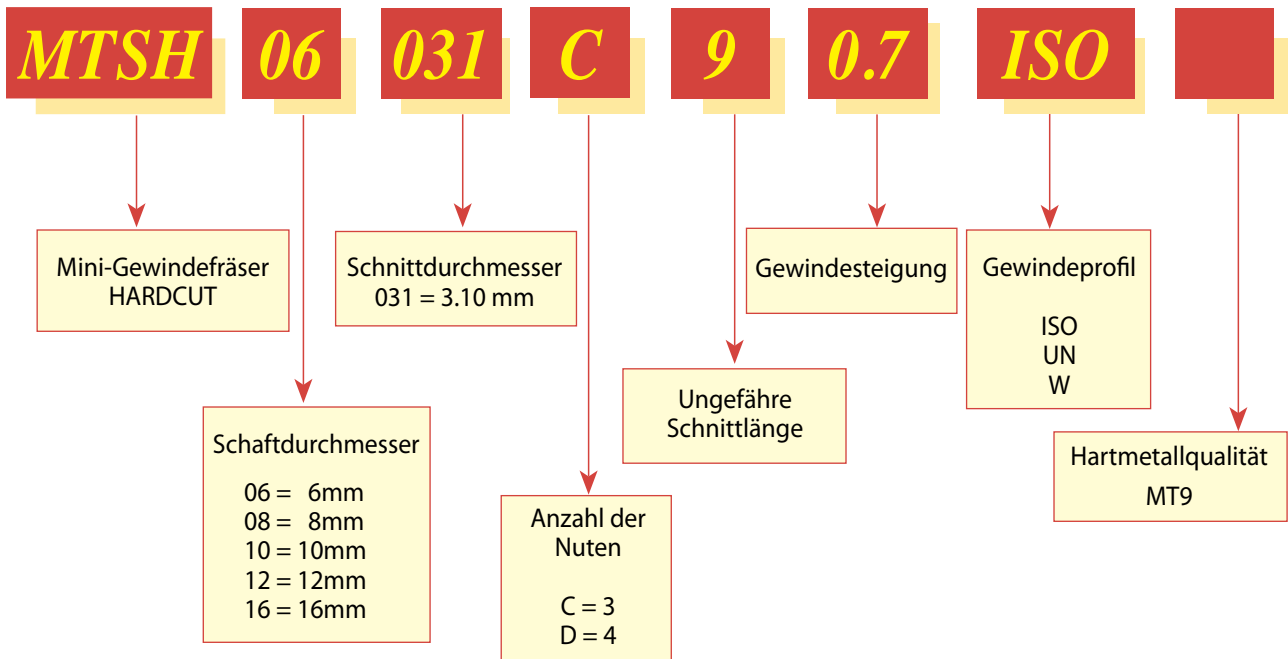 MTSH 06 031 C 9 0.7 ISO
Mini-Gewindefräser
HARDCUT
Schaftdurchmesser
06 = 6mm
08 = 8mm
10 = 10mm
12 = 12mm
16 = 16mm
Schnittdurchmesser
031 = 3.10 mm
Anzahl der
Nuten
C = 3
D = 4
Ungefähre
Schnittlänge
Gewindesteigung
Gewindeprofil
ISO
UN
W
Hartmetallqualität
MT9